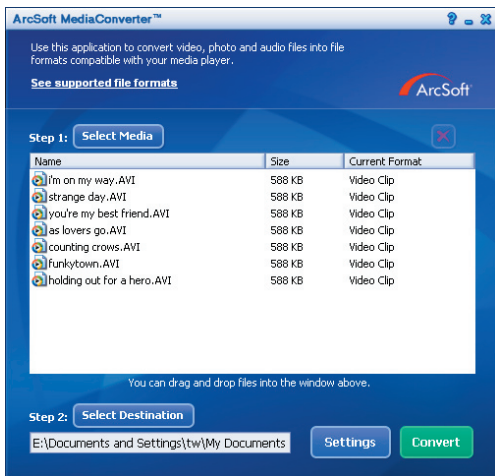 ArcSoft MediaConverter™
Use this application to convert video, photo and audio files into file
formats compatible with your media player.
See supported file formats
ArcSoft
Step 1: Select Media
Name Size Current Format
i'm on my way.AVI 588 KB Video Clip
strange day.AVI 588 KB Video Clip
you're my best friend.AVI 588 KB Video Clip
as lovers go.AVI 588 KB Video Clip
counting crows.AVI 588 KB Video Clip
funkytown.AVI 588 KB Video Clip
holding out for a hero.AVI 588 KB Video Clip
You can drag and drop files into the window above.
Step 2: Select Destination
E:\Documents and Settings\tw\My Documents Settings Convert